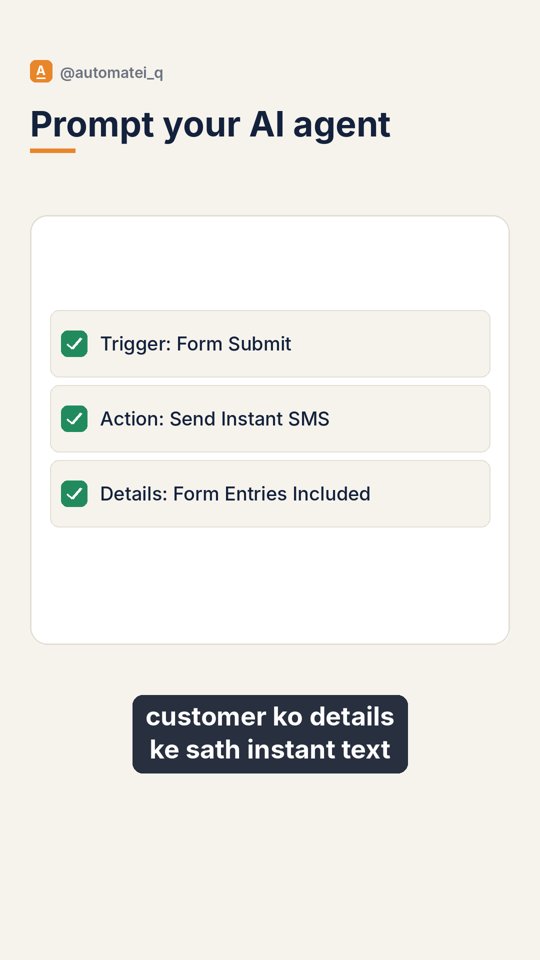 A
@automatei_q
Prompt your AI agent
Trigger: Form Submit
Action: Send Instant SMS
Details: Form Entries Included
customer ko details
ke sath instant text